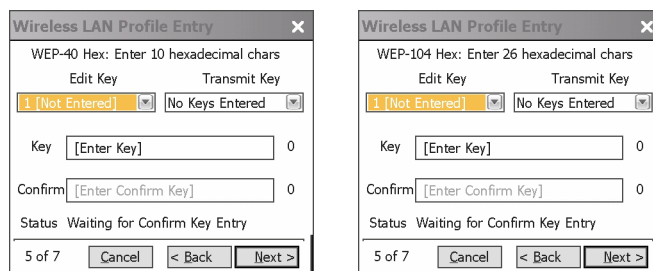 Wireless LAN Profile Entry
WEP-40 Hex: Enter 10 hexadecimal chars
Edit Key Transmit Key
1 [Not Entered] No Keys Entered
Key [Enter Key] 0
Confirm [Enter Confirm Key] 0
Status Waiting for Confirm Key Entry
5 of 7 Cancel < Back Next >
Wireless LAN Profile Entry
WEP-104 Hex: Enter 26 hexadecimal chars
Edit Key Transmit Key
1 [Not Entered] No Keys Entered
Key [Enter Key] 0
Confirm [Enter Confirm Key] 0
Status Waiting for Confirm Key Entry
5 of 7 Cancel < Back Next >